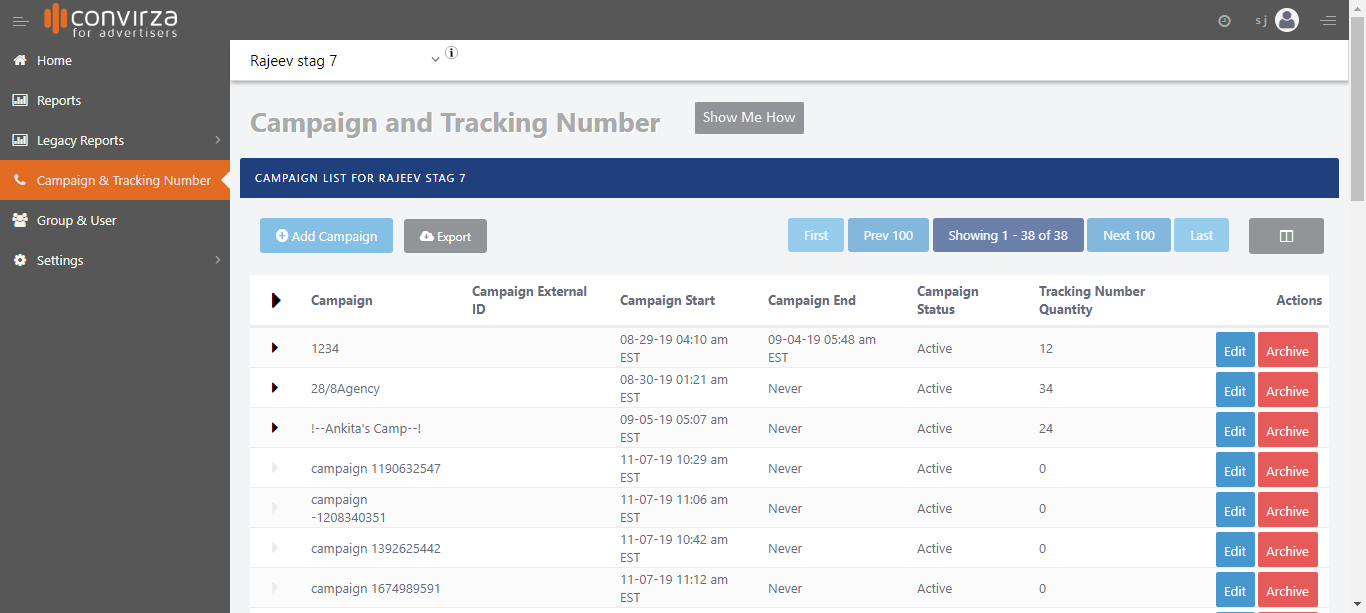 convirza
for advertisers
s j
Home
Rajeev stag 7
Reports
Legacy Reports
Campaign & Tracking Number
Group & User
Settings
Campaign and Tracking Number
Show Me How
CAMPAIGN LIST FOR RAJEEV STAG 7
Add Campaign
Export
First
Prev 100
Showing 1 - 38 of 38
Next 100
Last
Campaign
Campaign External
ID
Campaign Start
Campaign End
Campaign
Status
Tracking Number
Quantity
Actions
1234
08-29-19 04:10 am
EST
09-04-19 05:48 am
EST
Active
12
Edit
Archive
28/8Agency
08-30-19 01:21 am
EST
Never
Active
34
Edit
Archive
!--Ankita's Camp--!
09-05-19 05:07 am
EST
Never
Active
24
Edit
Archive
campaign 1190632547
11-07-19 10:29 am
EST
Never
Active
0
Edit
Archive
campaign
-1208340351
11-07-19 11:06 am
EST
Never
Active
0
Edit
Archive
campaign 1392625442
11-07-19 10:42 am
EST
Never
Active
0
Edit
Archive
campaign 1674989591
11-07-19 11:12 am
EST
Never
Active
0
Edit
Archive